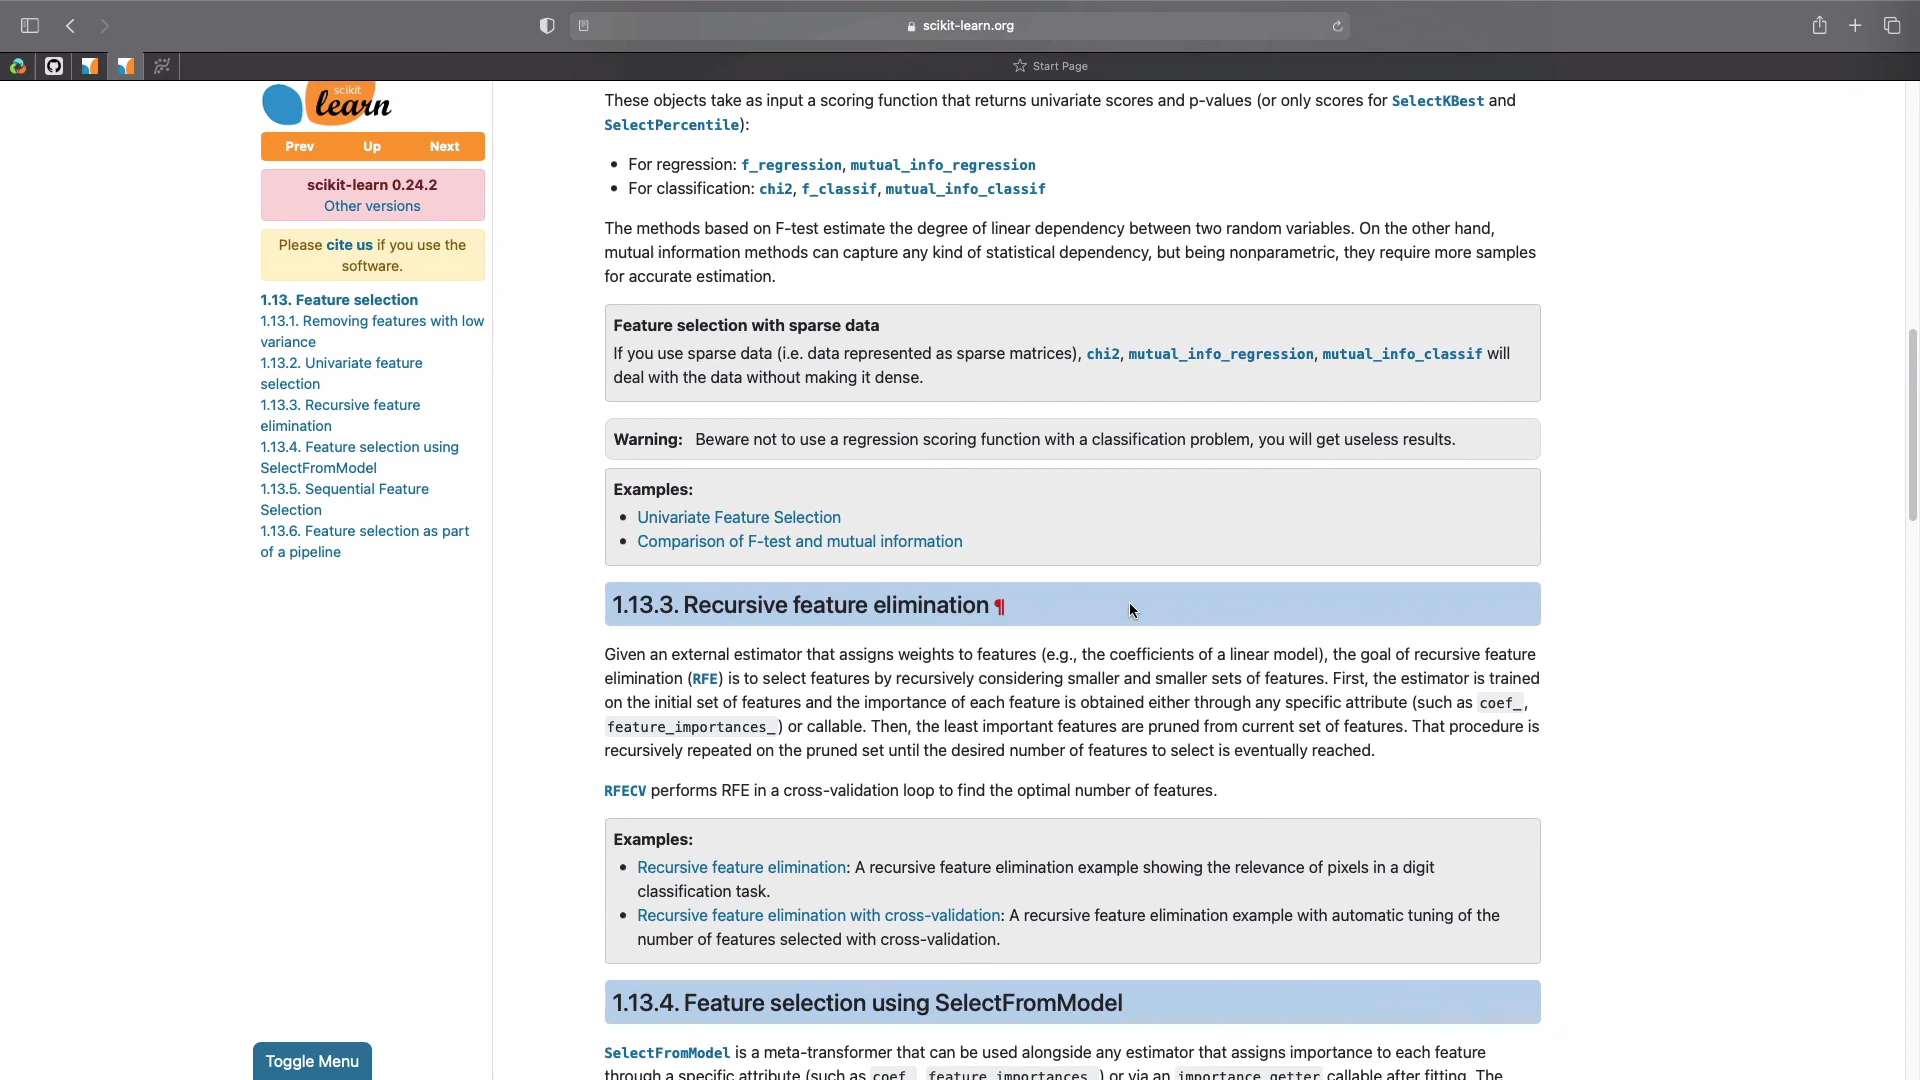 scikit-learn.org
Start Page
scikit
learn
Prev Up Next
scikit-learn 0.24.2
Other versions
Please cite us if you use the
software.
1.13. Feature selection
1.13.1. Removing features with low
variance
1.13.2. Univariate feature
selection
1.13.3. Recursive feature
elimination
1.13.4. Feature selection using
SelectFromModel
1.13.5. Sequential Feature
Selection
1.13.6. Feature selection as part
of a pipeline
Toggle Menu
These objects take as input a scoring function that returns univariate scores and p-values (or only scores for SelectKBest and
SelectPercentile):
• For regression: f_regression, mutual_info_regression
• For classification: chi2, f_classif, mutual_info_classif
The methods based on F-test estimate the degree of linear dependency between two random variables. On the other hand,
mutual information methods can capture any kind of statistical dependency, but being nonparametric, they require more samples
for accurate estimation.
Feature selection with sparse data
If you use sparse data (i.e. data represented as sparse matrices), chi2, mutual_info_regression, mutual_info_classif will
deal with the data without making it dense.
Warning: Beware not to use a regression scoring function with a classification problem, you will get useless results.
Examples:
• Univariate Feature Selection
• Comparison of F-test and mutual information
1.13.3. Recursive feature elimination ¶
Given an external estimator that assigns weights to features (e.g., the coefficients of a linear model), the goal of recursive feature
elimination (RFE) is to select features by recursively considering smaller and smaller sets of features. First, the estimator is trained
on the initial set of features and the importance of each feature is obtained either through any specific attribute (such as coef_,
feature_importances_) or callable. Then, the least important features are pruned from current set of features. That procedure is
recursively repeated on the pruned set until the desired number of features to select is eventually reached.
RFECV performs RFE in a cross-validation loop to find the optimal number of features.
Examples:
• Recursive feature elimination: A recursive feature elimination example showing the relevance of pixels in a digit
classification task.
• Recursive feature elimination with cross-validation: A recursive feature elimination example with automatic tuning of the
number of features selected with cross-validation.
1.13.4. Feature selection using SelectFromModel
SelectFromModel is a meta-transformer that can be used alongside any estimator that assigns importance to each feature
through a specific attribute (such as coef_, feature_importances_) or via an importance_getter callable after fitting. The